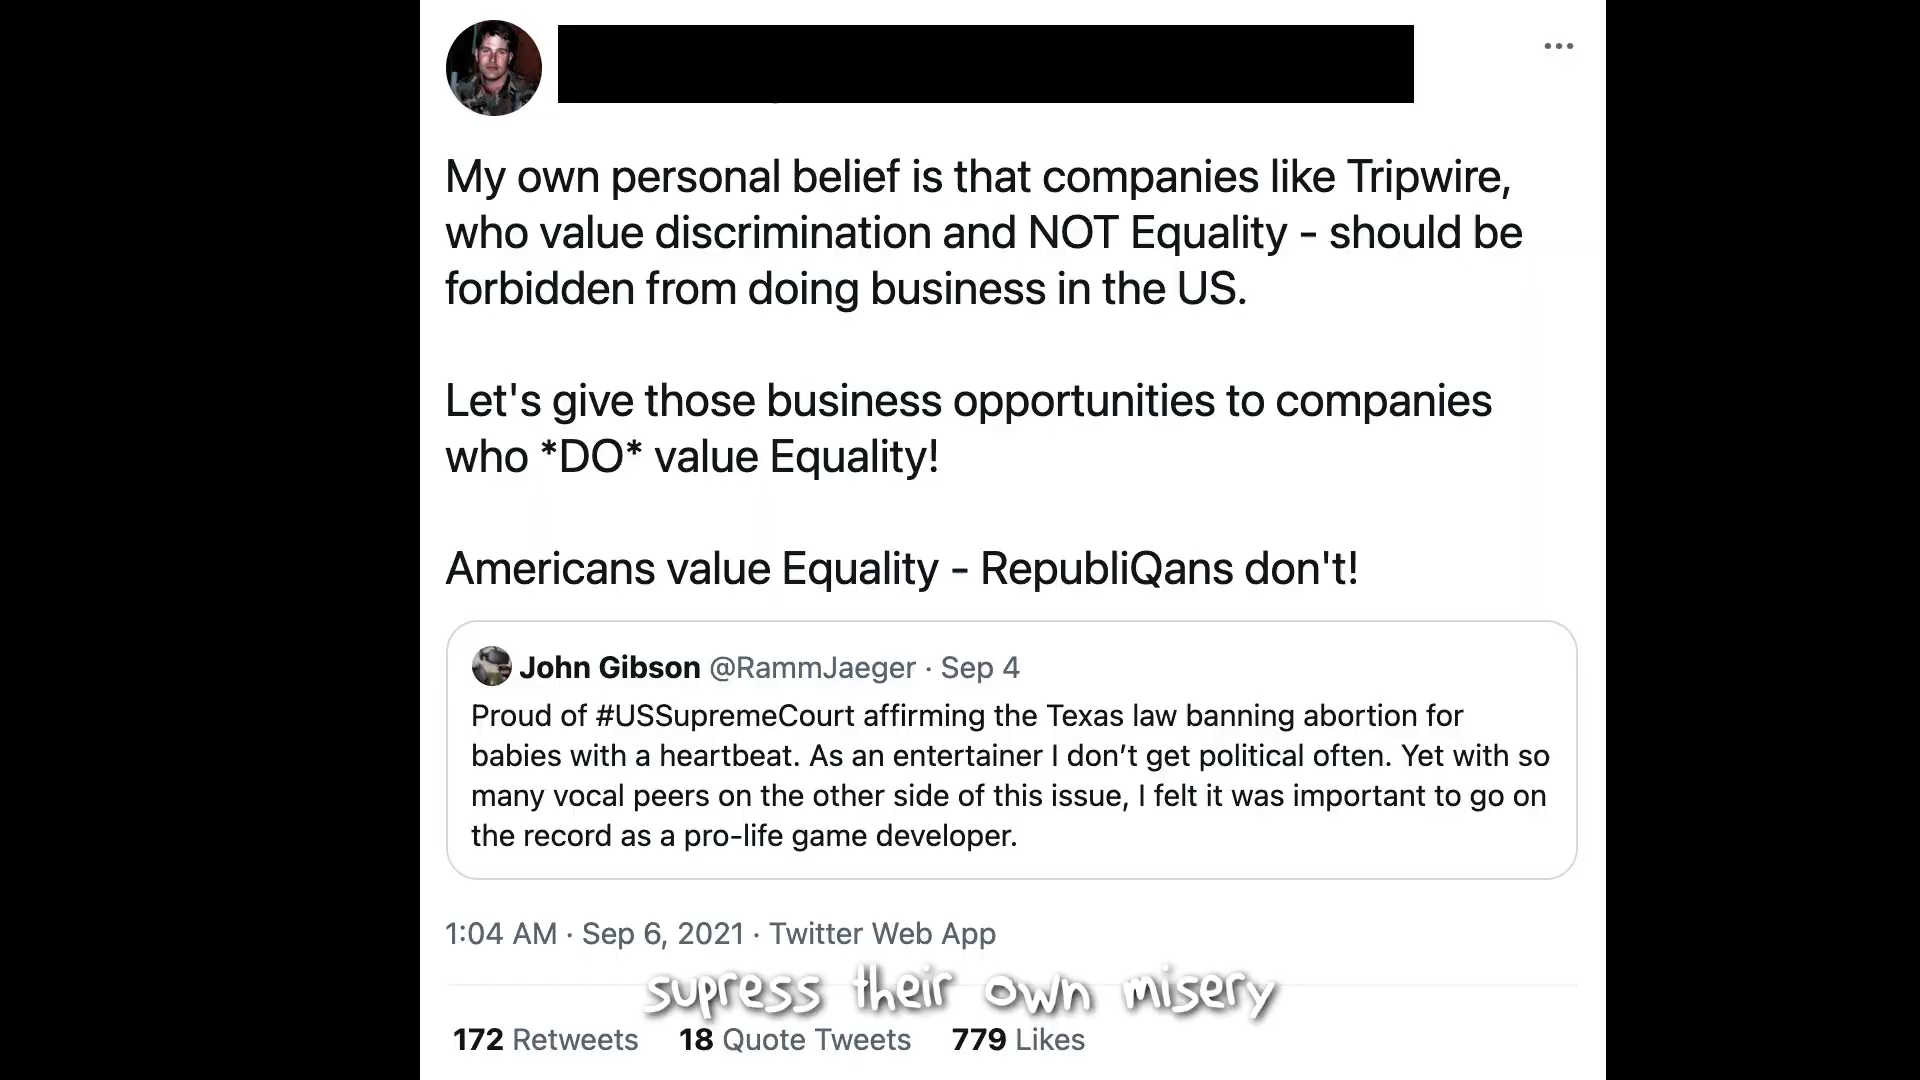 My own personal belief is that companies like Tripwire,
who value discrimination and NOT Equality - should be
forbidden from doing business in the US.
Let's give those business opportunities to companies
who *DO* value Equality!
Americans value Equality - RepubliQans don't!
John Gibson @RammJaeger · Sep 4
Proud of #USSupremeCourt affirming the Texas law banning abortion for
babies with a heartbeat. As an entertainer I don't get political often. Yet with so
many vocal peers on the other side of this issue, I felt it was important to go on
the record as a pro-life game developer.
1:04 AM · Sep 6, 2021 · Twitter Web App
supress their own misery
172 Retweets 18 Quote Tweets 779 Likes